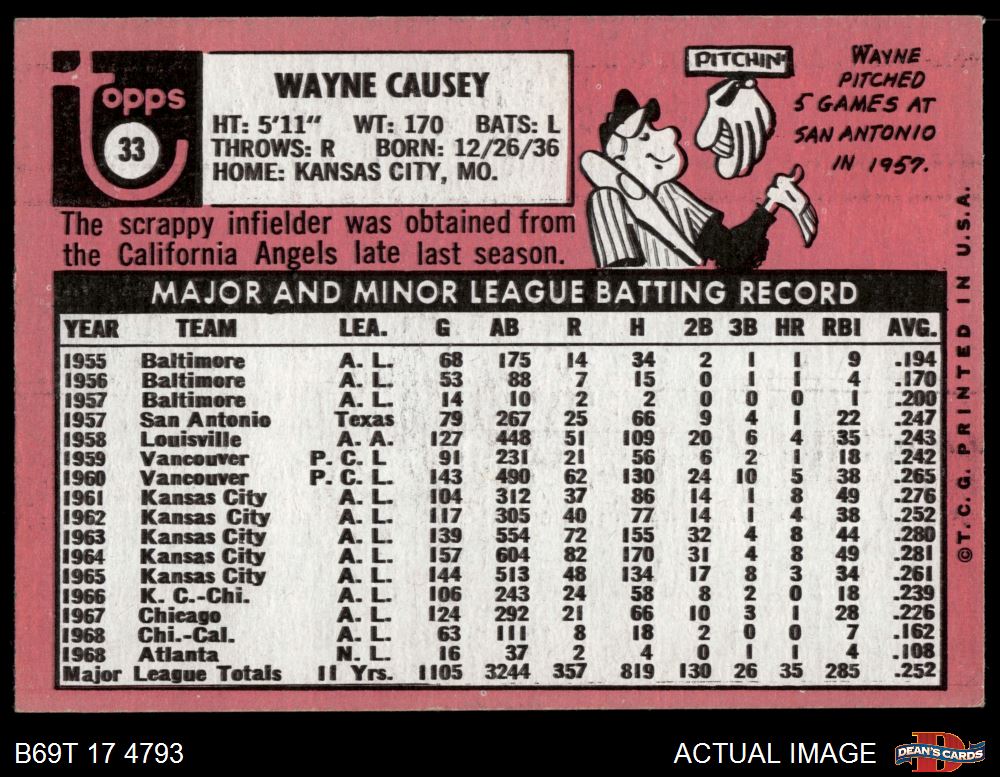 Topps
33
WAYNE CAUSEY
HT: 5'11" WT: 170 BATS: L
THROWS: R BORN: 12/26/36
HOME: KANSAS CITY, MO.
PITCHIN'
WAYNE
PITCHED
5 GAMES AT
SAN ANTONIO
IN 1957.
The scrappy infielder was obtained from
the California Angels late last season.
MAJOR AND MINOR LEAGUE BATTING RECORD
YEAR TEAM LEA. G AB R H 2B 3B HR RBI AVG.
1955 Baltimore A. L. 68 175 14 34 2 1 1 9 .194
1956 Baltimore A. L. 53 88 7 15 0 1 1 4 .170
1957 Baltimore A. L. 14 10 2 2 0 0 0 1 .200
1957 San Antonio Texas 79 267 25 66 9 4 1 22 .247
1958 Louisville A. A. 127 448 51 109 20 6 4 35 .243
1959 Vancouver P. C. L 91 231 21 56 6 2 1 18 .242
1960 Vancouver P. C. L. 143 490 62 130 24 10 5 38 .265
1961 Kansas City A. L. 104 312 37 86 14 1 8 49 .276
1962 Kansas City A. L. 117 305 40 77 14 1 4 38 .252
1963 Kansas City A. L. 139 554 72 155 32 4 8 44 .280
1964 Kansas City A. L. 157 604 82 170 31 4 8 49 .281
1965 Kansas City A. L. 144 513 48 134 17 8 3 34 .261
1966 K. C.-Chi. A. L. 106 243 24 58 8 2 0 18 .239
1967 Chicago A. L. 124 292 21 66 10 3 1 28 .226
1968 Chi.-Cal. A. L. 63 111 8 18 2 0 0 7 .162
1968 Atlanta N. L. 16 37 2 4 0 1 1 4 .108
Major League Totals 11 Yrs. 1105 3244 357 819 130 26 35 285 .252
©T.C.G. PRINTED IN U.S.A.
B69T 17 4793
ACTUAL IMAGE
DEAN'S CARDS